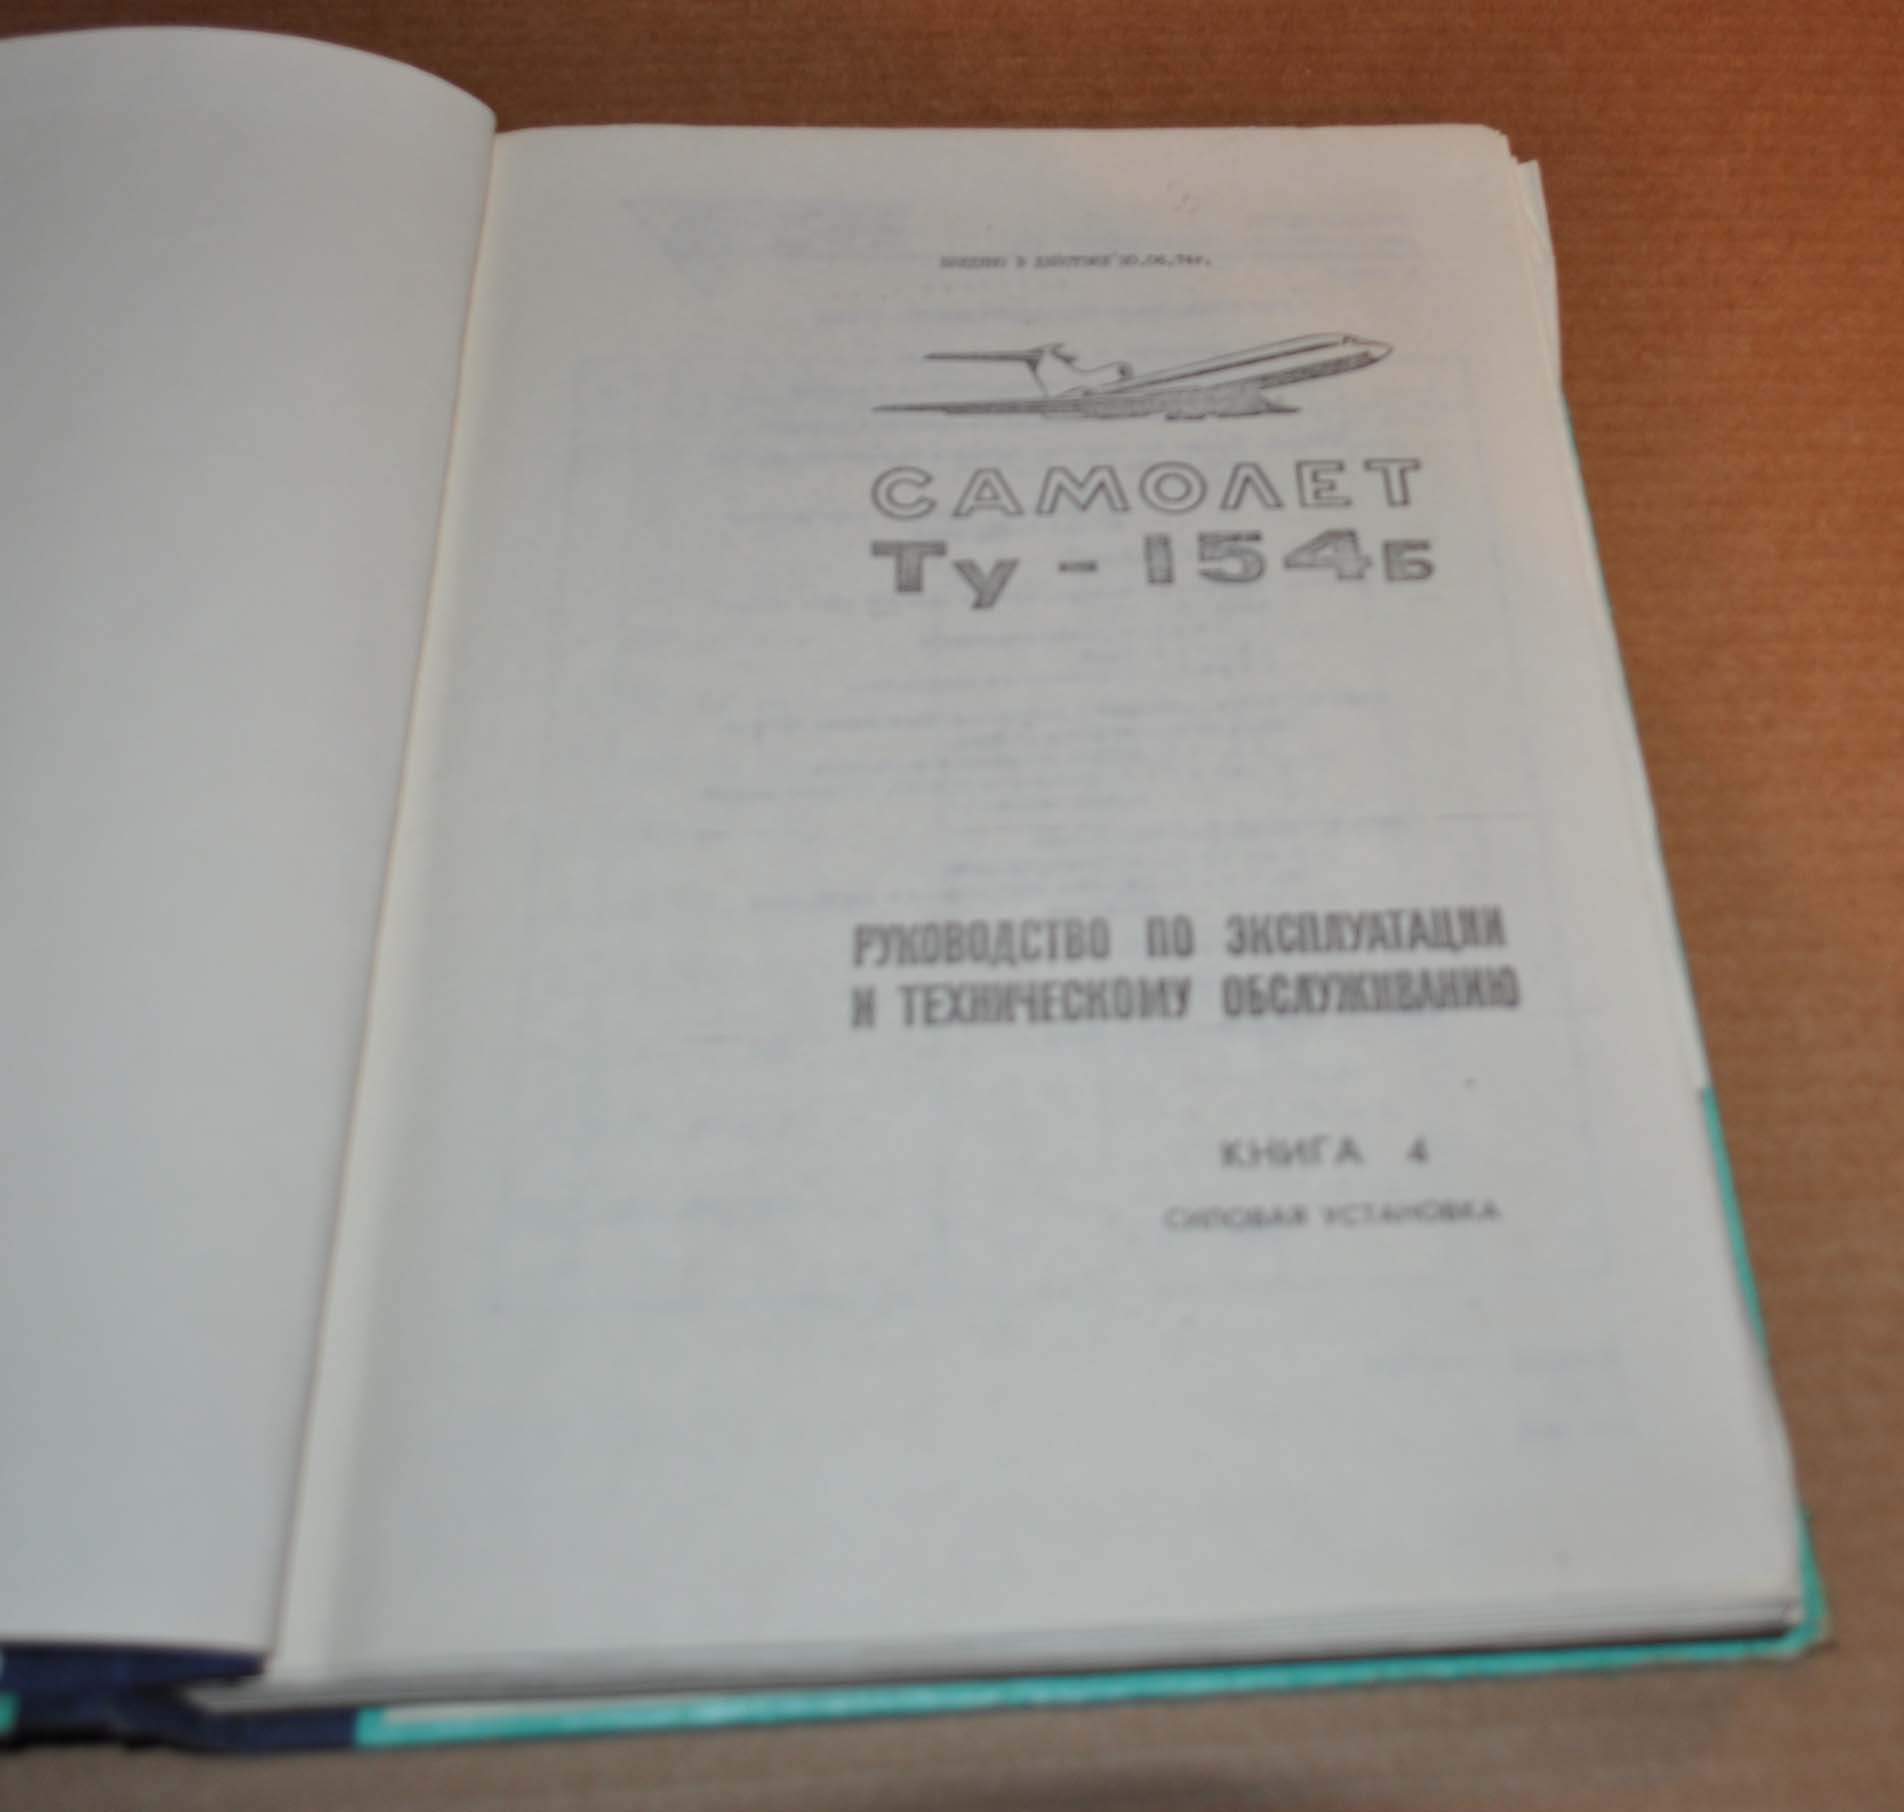 САМОЛЕТ
Ту-154Б
РУКОВОДСТВО ПО ЭКСПЛУАТАЦИИ
И ТЕХНИЧЕСКОМУ ОБСЛУЖИВАНИЮ
КНИГА 4
СИЛОВАЯ УСТАНОВКА